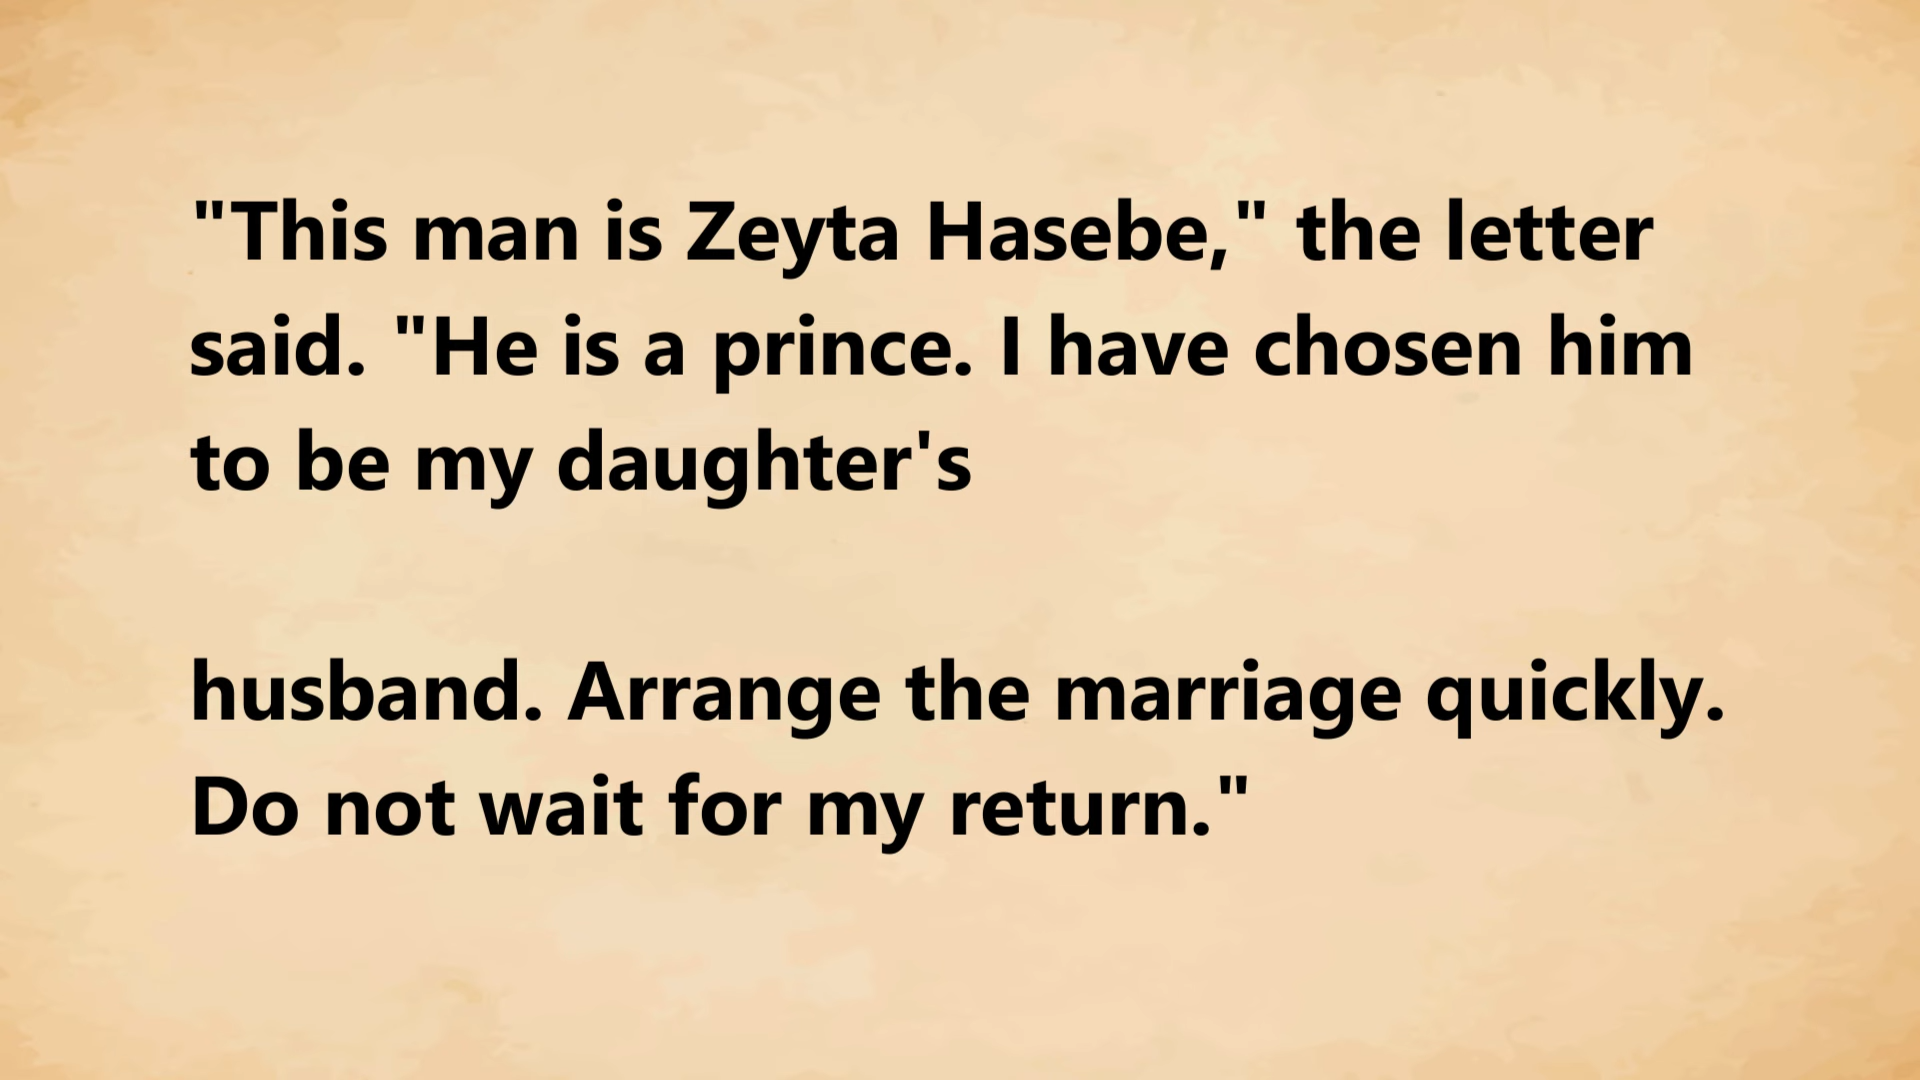 "This man is Zeyta Hasebe," the letter
said. "He is a prince. I have chosen him
to be my daughter's
husband. Arrange the marriage quickly.
Do not wait for my return."